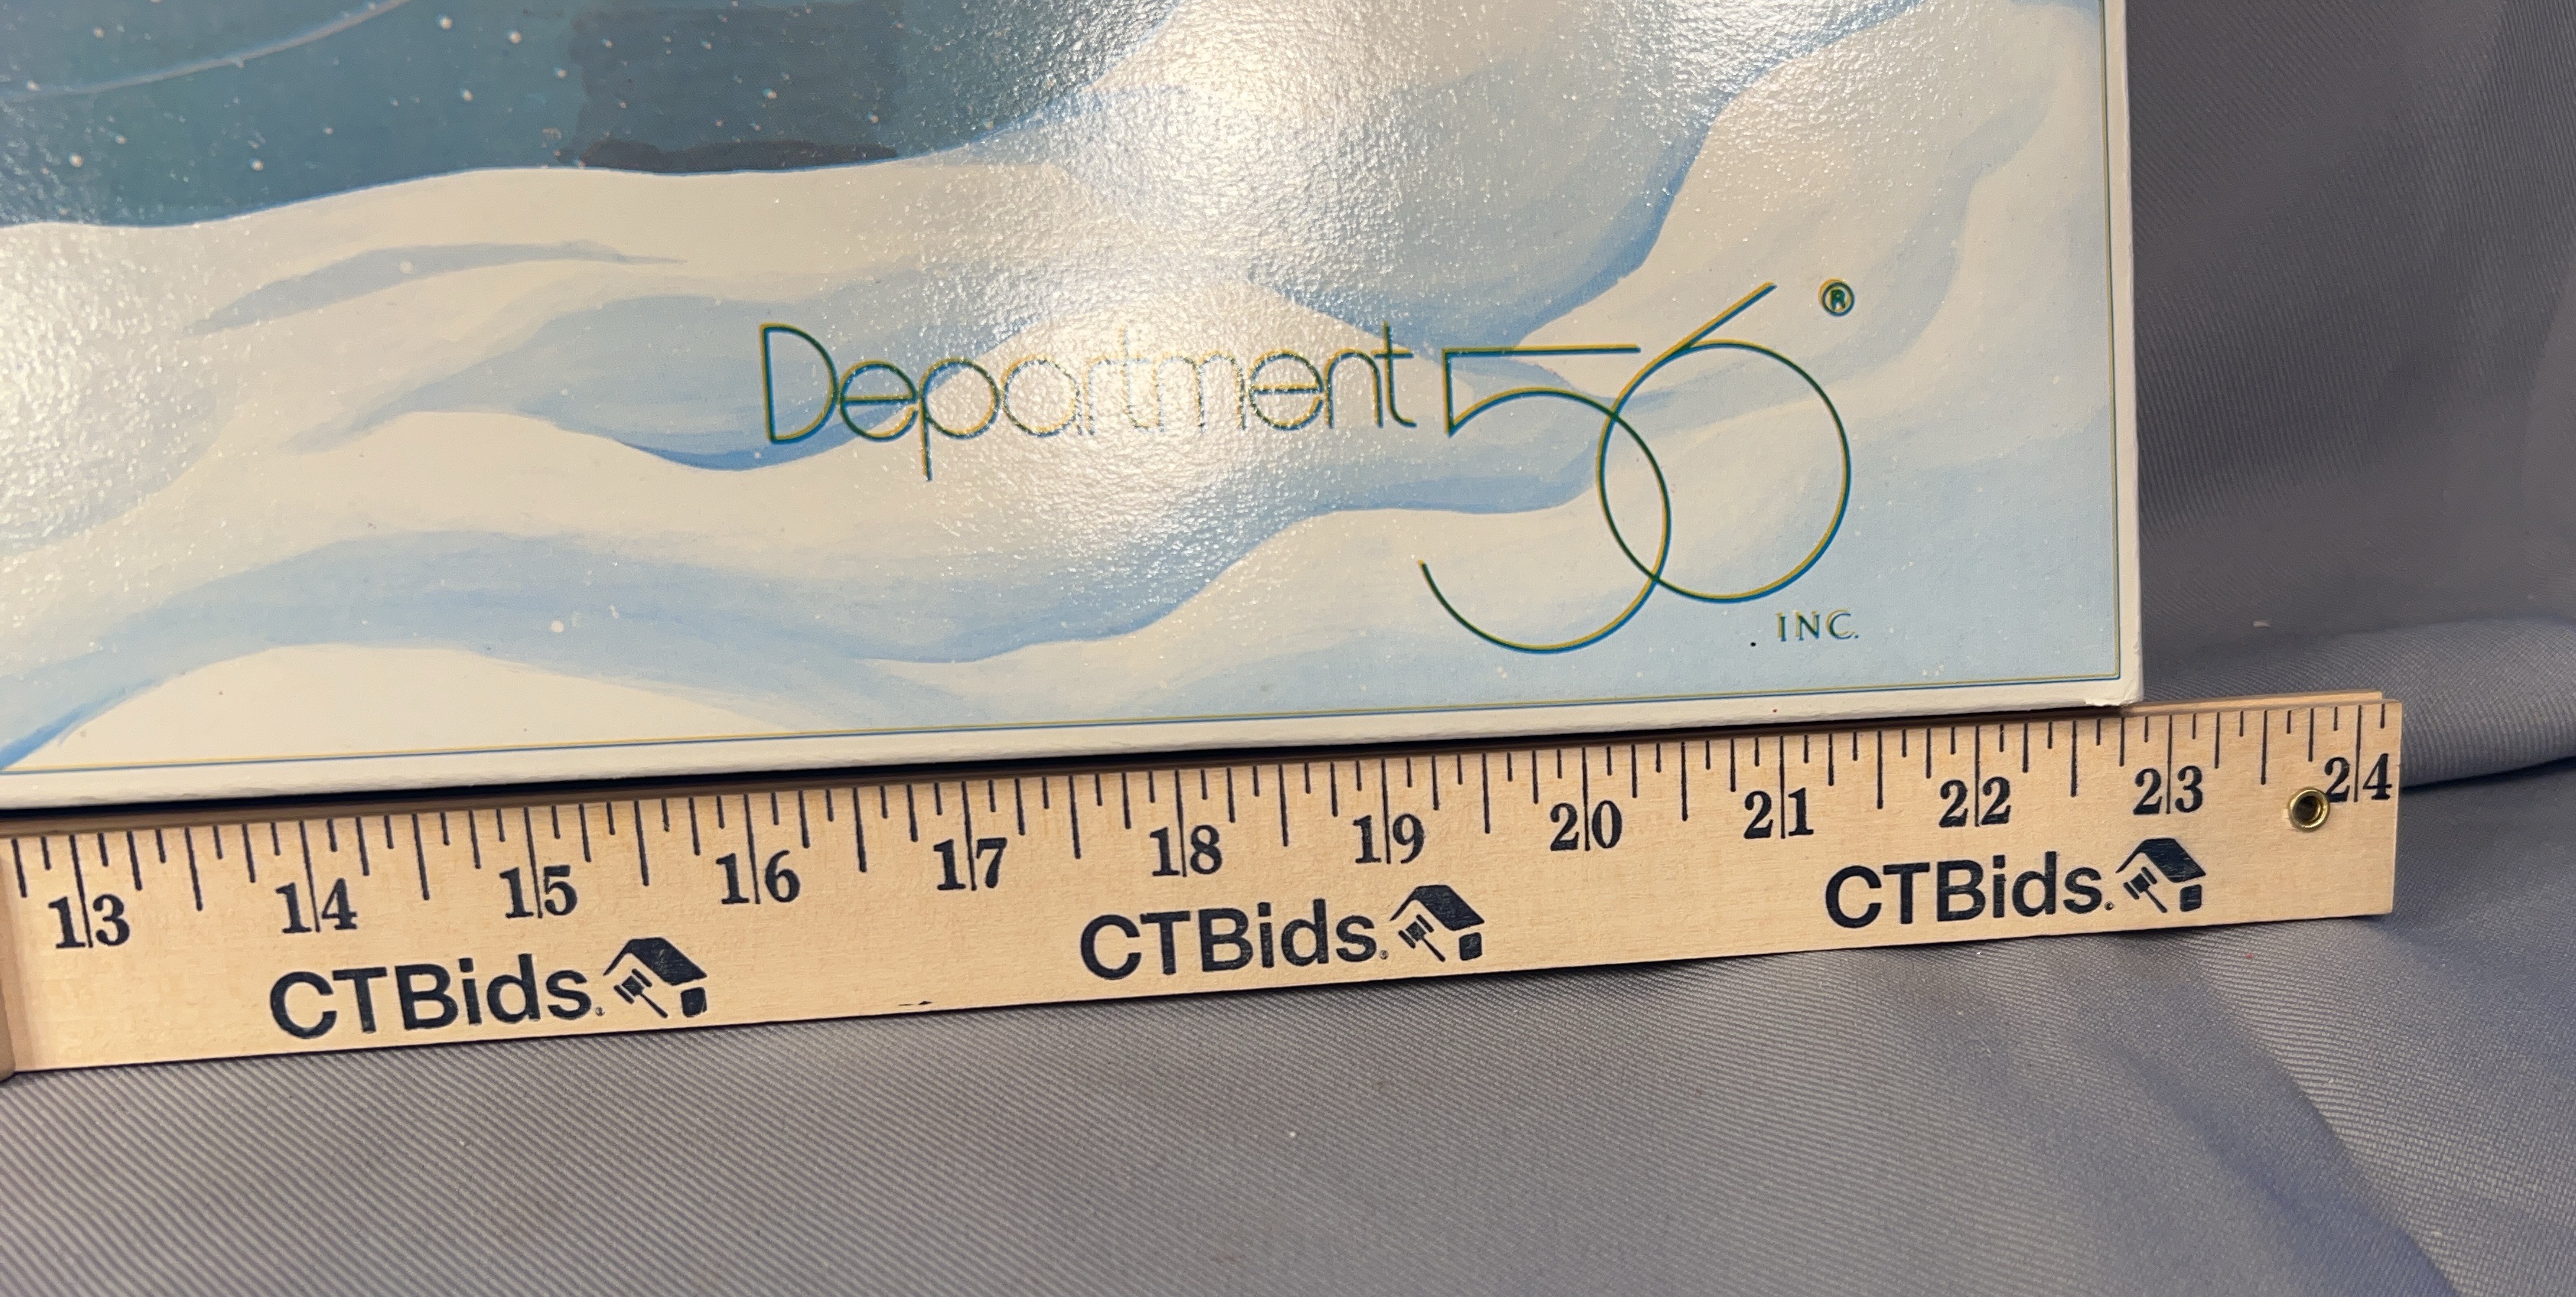 Department 56®
INC.
13 14 15 16 17 18 19 20 21 22 23 24
CTBids. CTBids. CTBids.